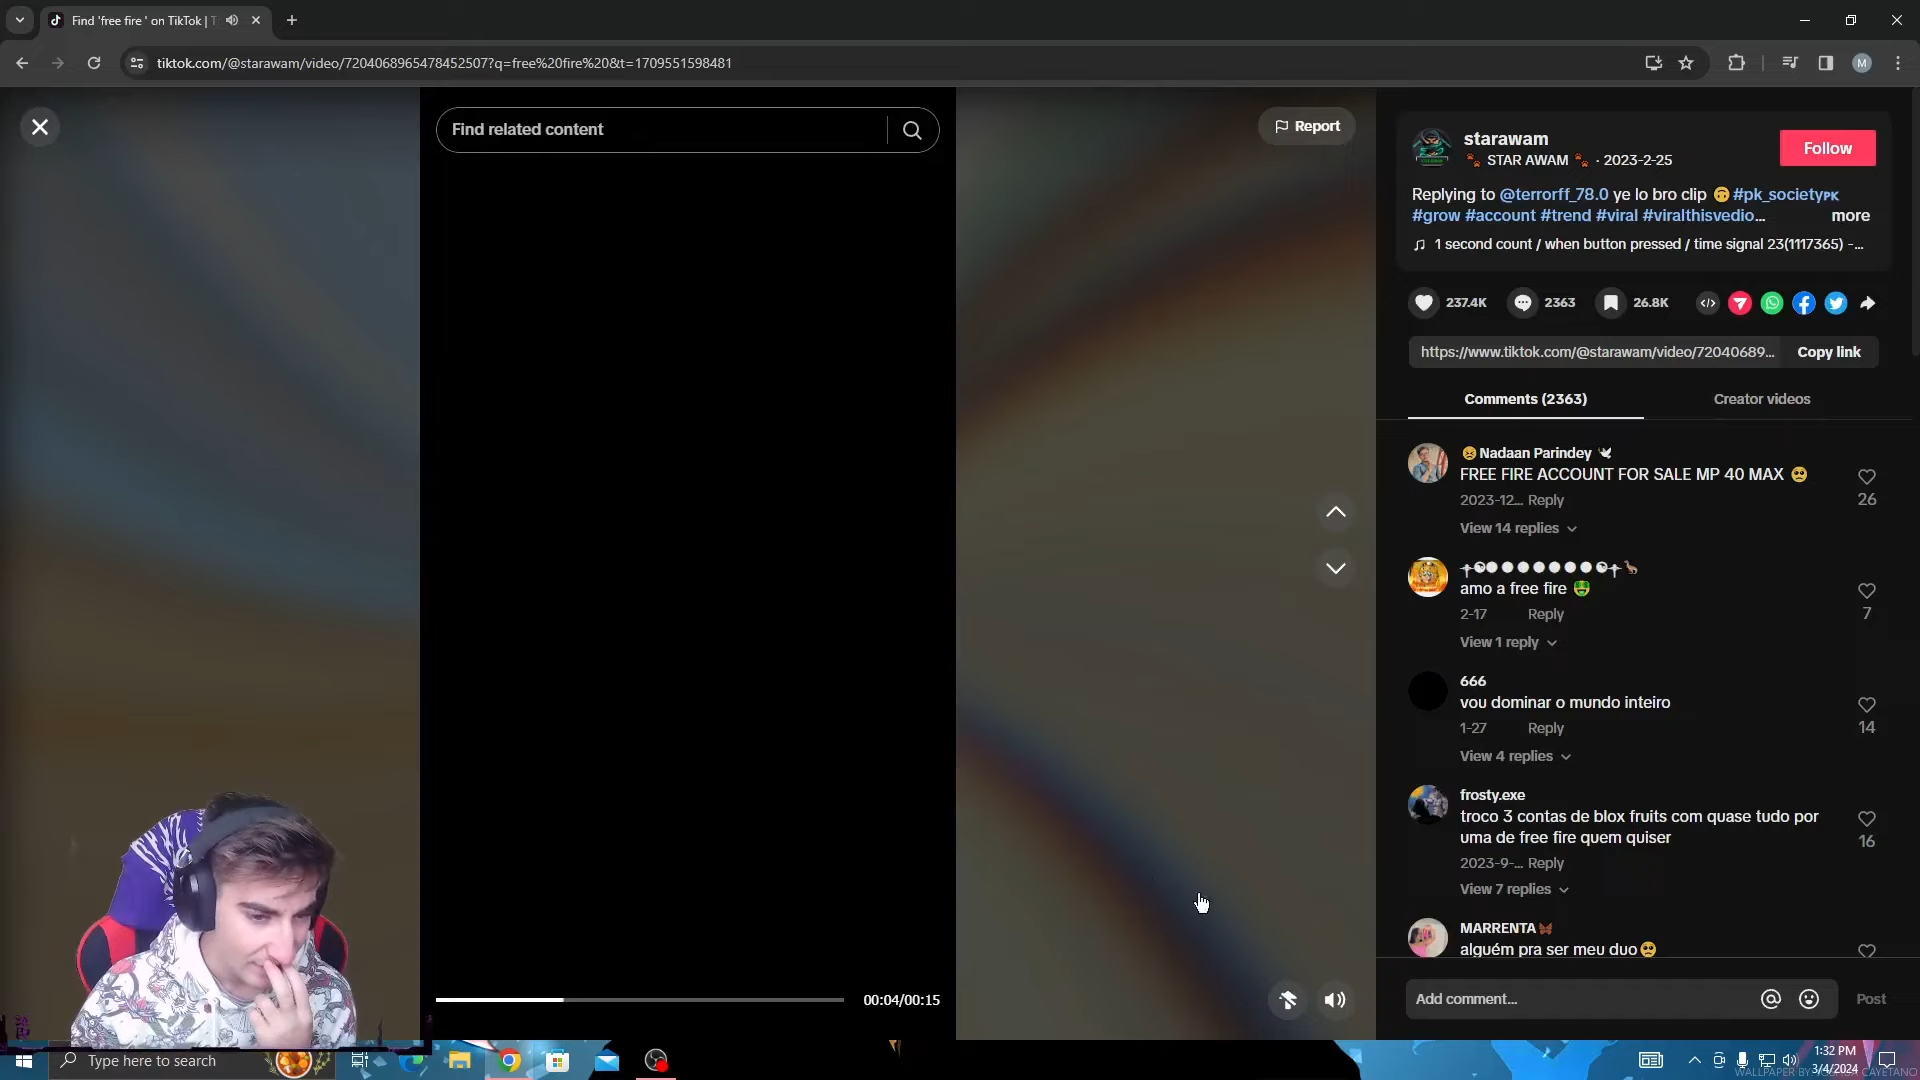 Find 'free fire ' on TikTok | T
tiktok.com/@starawam/video/7204068965478452507?q=free%20fire%20&t=1709551598481
M
Find related content
Report
starawam
STAR AWAM · 2023-2-25
Follow
Replying to @terrorff_78.0 ye lo bro clip 🙃 #pk_societyᴘᴋ
#grow #account #trend #viral #viralthisvedio... more
♫ 1 second count / when button pressed / time signal 23(1117365) -...
237.4K 2363 26.8K
https://www.tiktok.com/@starawam/video/72040689... Copy link
Comments (2363) Creator videos
😣Nadaan Parindey 🕊
FREE FIRE ACCOUNT FOR SALE MP 40 MAX 🥺
26
2023-12... Reply
View 14 replies
amo a free fire 🤑
7
2-17 Reply
View 1 reply
666
vou dominar o mundo inteiro
14
1-27 Reply
View 4 replies
frosty.exe
troco 3 contas de blox fruits com quase tudo por
uma de free fire quem quiser
16
2023-9-... Reply
View 7 replies
MARRENTA🦋
alguém pra ser meu duo🥺
00:04/00:15
Add comment... Post
Type here to search
1:32 PM
3/4/2024